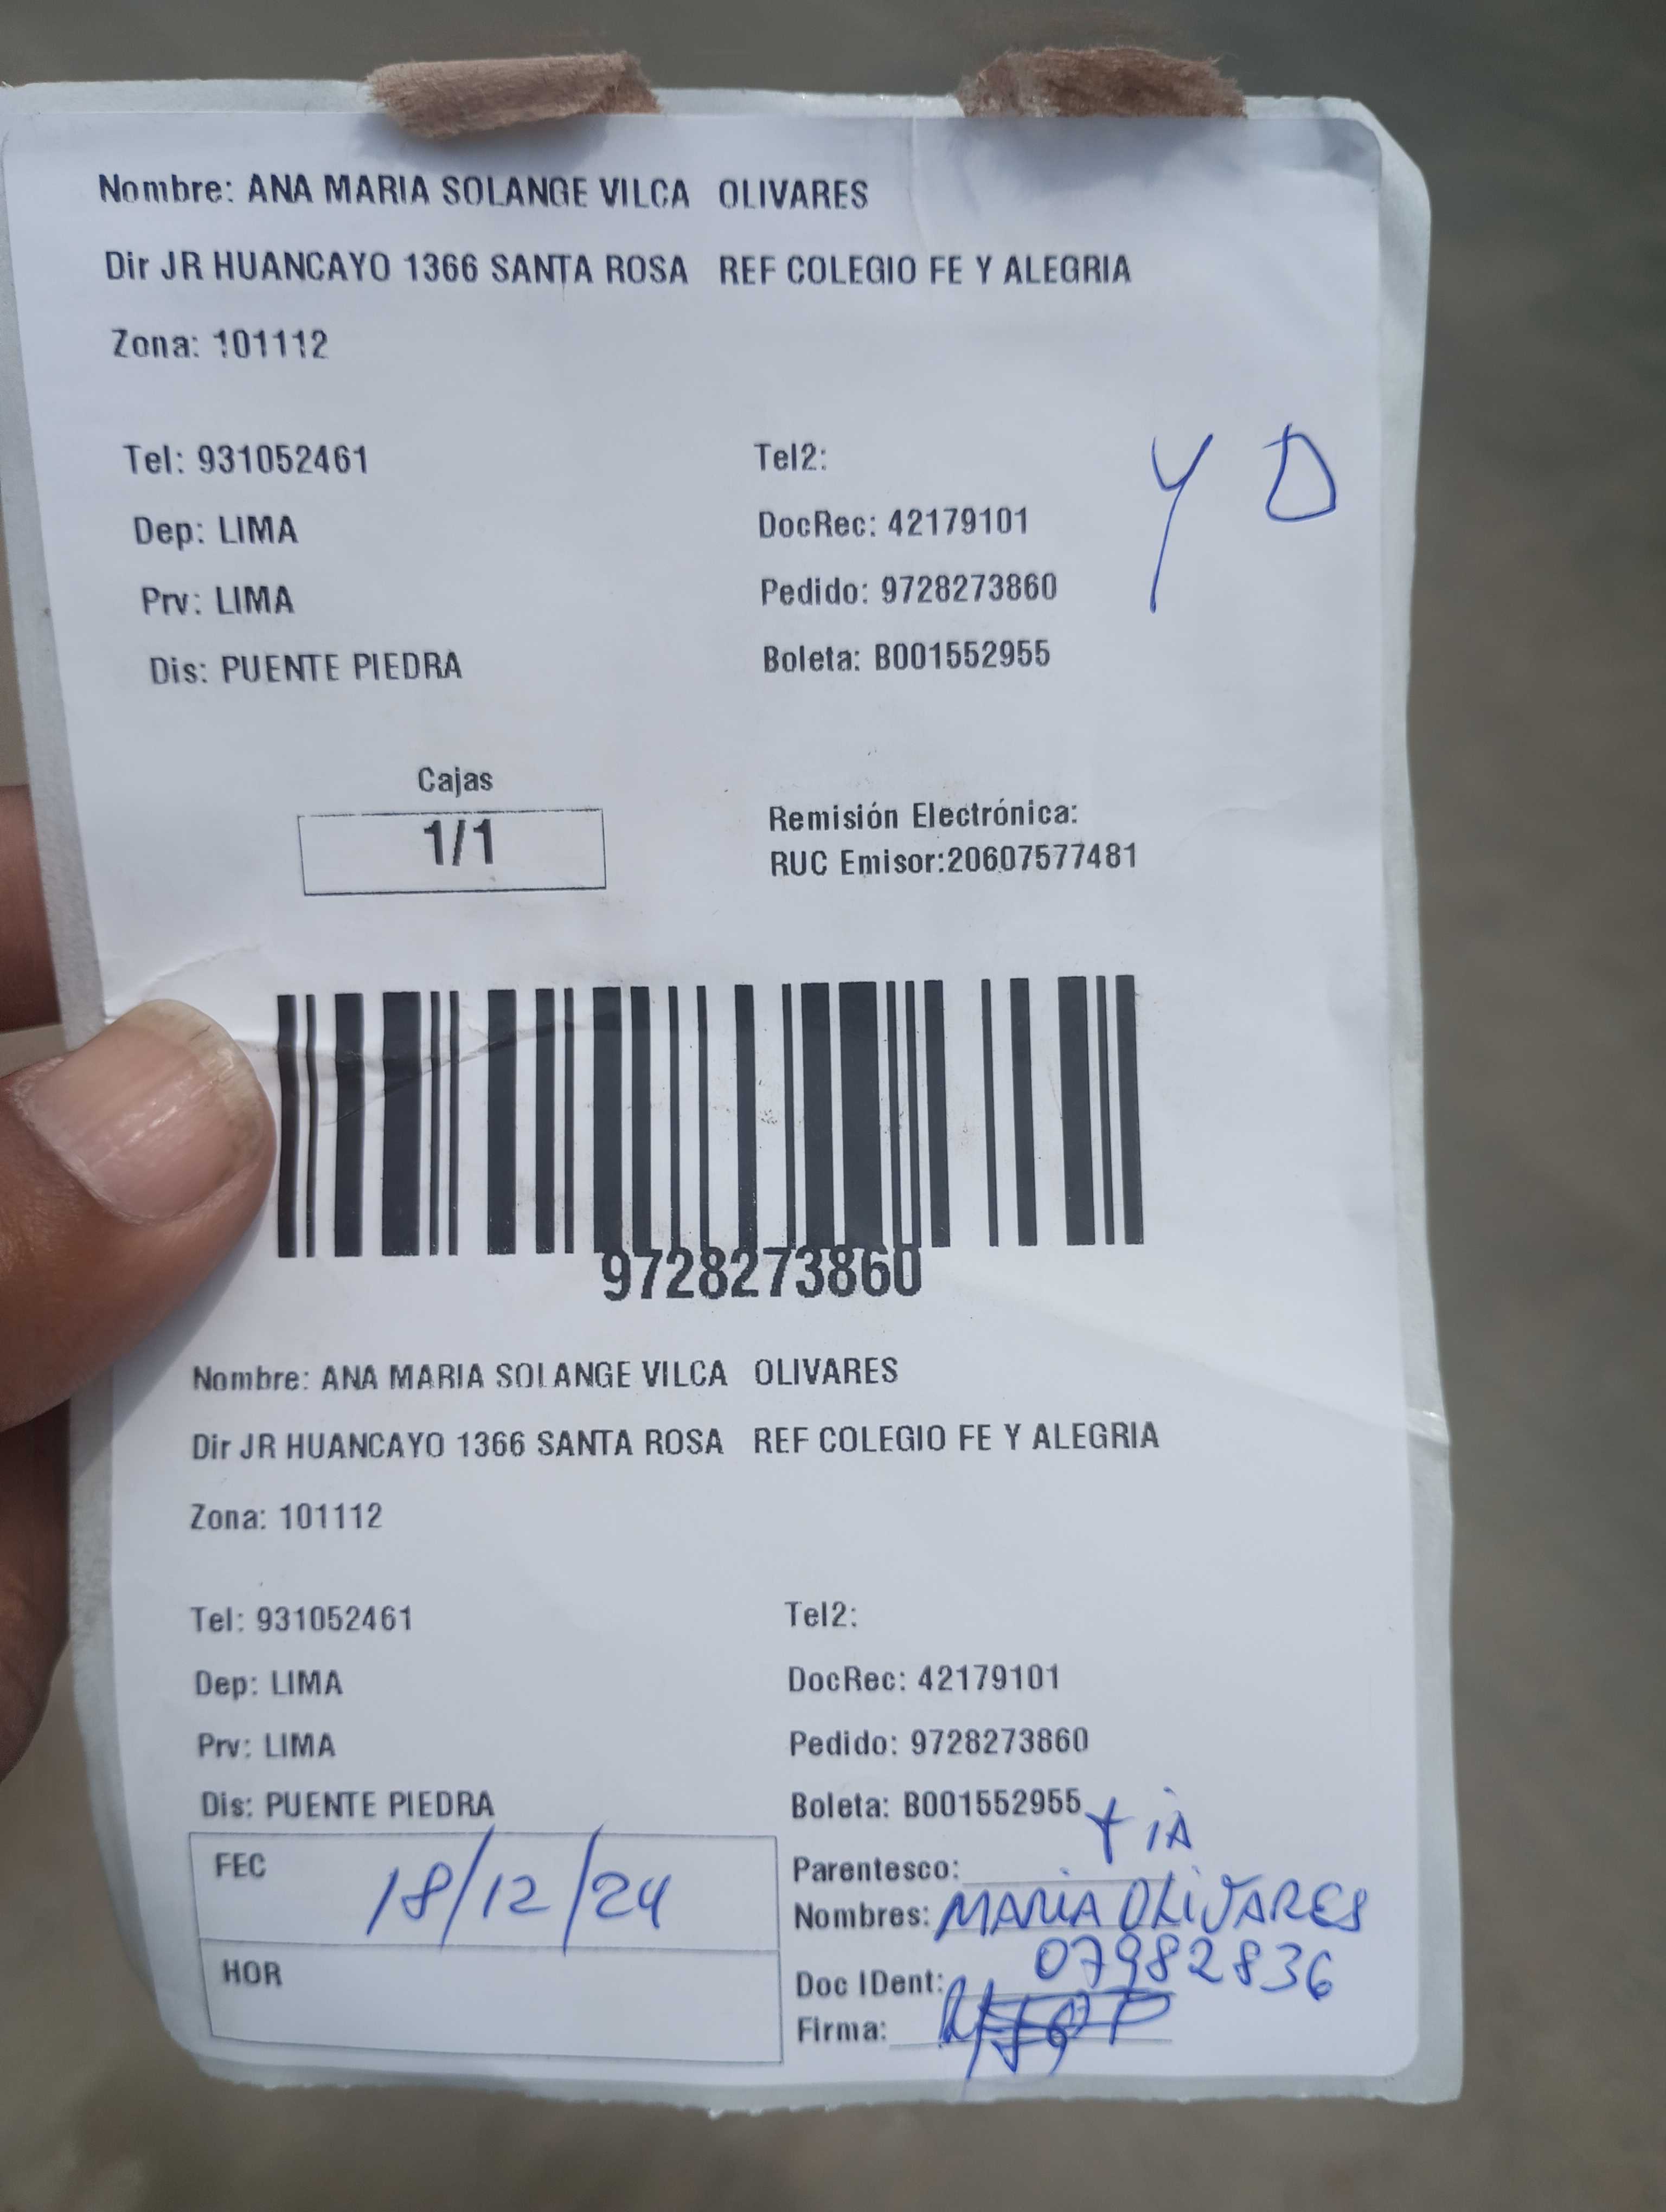 Nombre: ANA MARIA SOLANGE VILCA OLIVARES
Dir JR HUANCAYO 1366 SANTA ROSA REF COLEGIO FE Y ALEGRIA
Zona: 101112
Y D
Tel: 931052461 Tel2:
Dep: LIMA DocRec: 42179101
Prv: LIMA Pedido: 9728273860
Dis: PUENTE PIEDRA Boleta: B001552955
Cajas
1/1
Remisión Electrónica:
RUC Emisor:20607577481
9728273860
Nombre: ANA MARIA SOLANGE VILCA OLIVARES
Dir JR HUANCAYO 1366 SANTA ROSA REF COLEGIO FE Y ALEGRIA
Zona: 101112
Tel: 931052461 Tel2:
Dep: LIMA DocRec: 42179101
Prv: LIMA Pedido: 9728273860
Dis: PUENTE PIEDRA Boleta: B001552955
FEC 18/12/24
HOR
Parentesco: tiA
Nombres: MARIA OLIVARES
Doc IDent: 07982836
Firma: